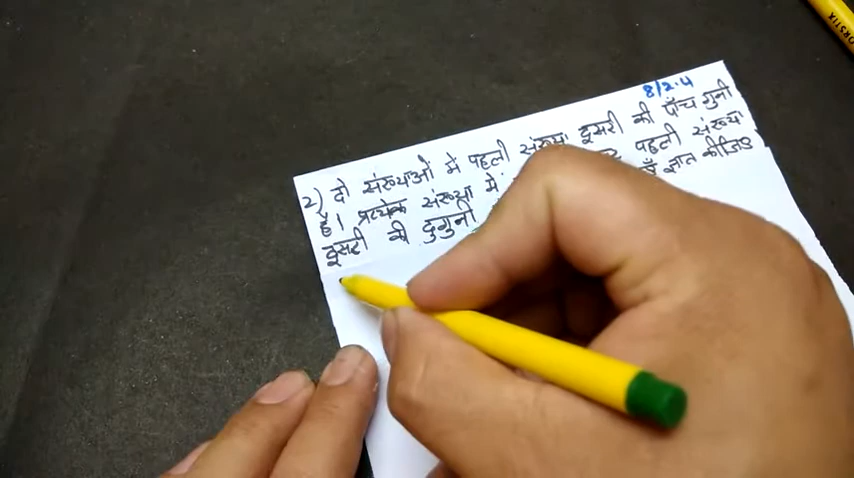 8/2.4
2) दो संख्याओं में पहली संख्या दूसरी की पाँच गुनी
है। प्रत्येक संख्या में पहली संख्या
दूसरी की दुगुनी ज्ञात कीजिए